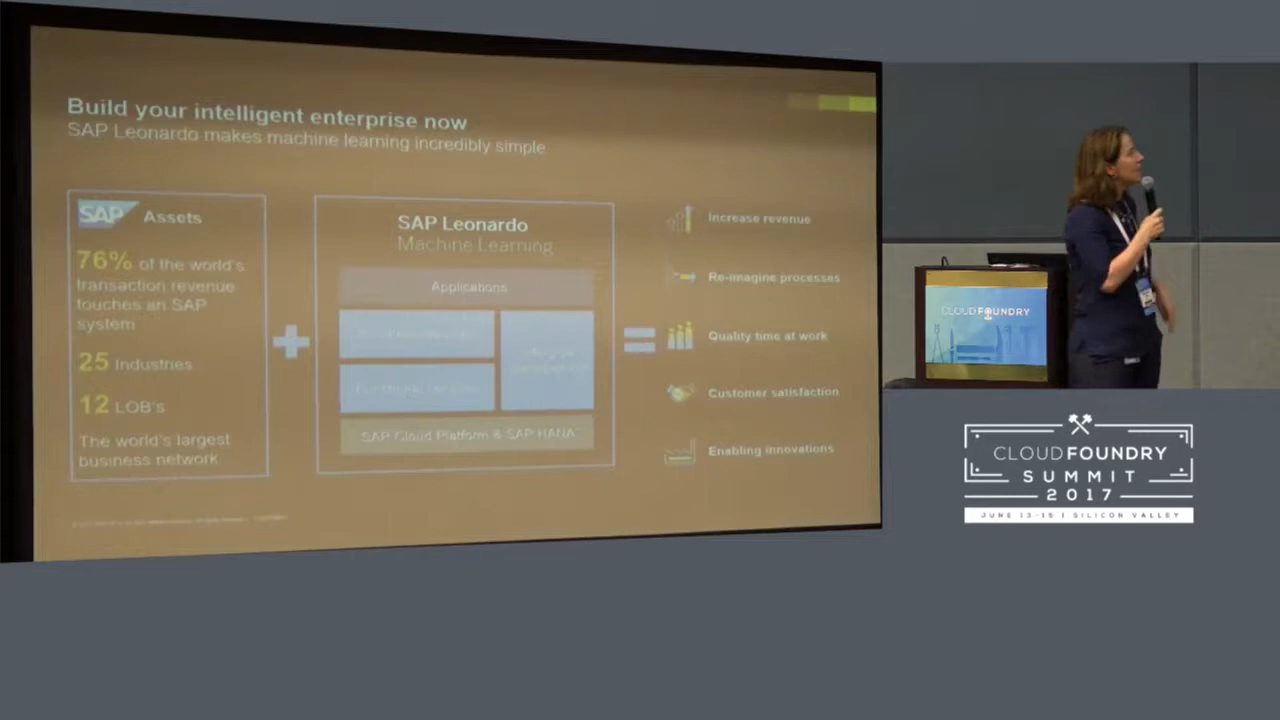 Build your intelligent enterprise now
SAP Leonardo makes machine learning incredibly simple
SAP Assets
76% of the world's
transaction revenue
touches an SAP
system
25 Industries
12 LOB's
The world's largest
business network
SAP Leonardo
Machine Learning
Applications
SAP Cloud Platform & SAP HANA
Increase revenue
Re-imagine processes
Quality time at work
Customer satisfaction
Enabling innovations
CLOUD FOUNDRY
CLOUD FOUNDRY
SUMMIT
2017
JUNE 13-15 | SILICON VALLEY